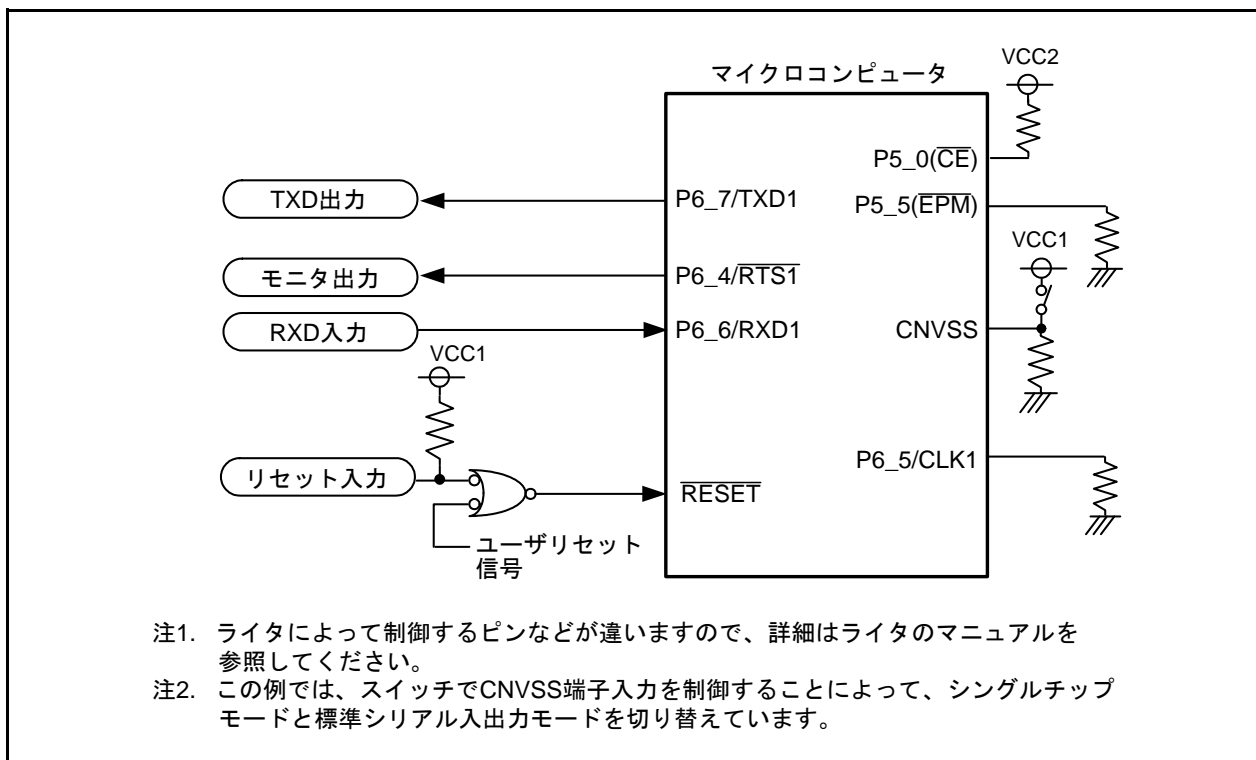 マイクロコンピュータ
VCC2
P5_0(C̅E̅)
TXD出力
P6_7/TXD1
P5_5(E̅P̅M̅)
VCC1
モニタ出力
P6_4/R̅T̅S̅1̅
RXD入力
P6_6/RXD1
CNVSS
VCC1
P6_5/CLK1
リセット入力
R̅E̅S̅E̅T̅
ユーザリセット
信号
注1. ライタによって制御するピンなどが違いますので、詳細はライタのマニュアルを
参照してください。
注2. この例では、スイッチでCNVSS端子入力を制御することによって、シングルチップ
モードと標準シリアル入出力モードを切り替えています。